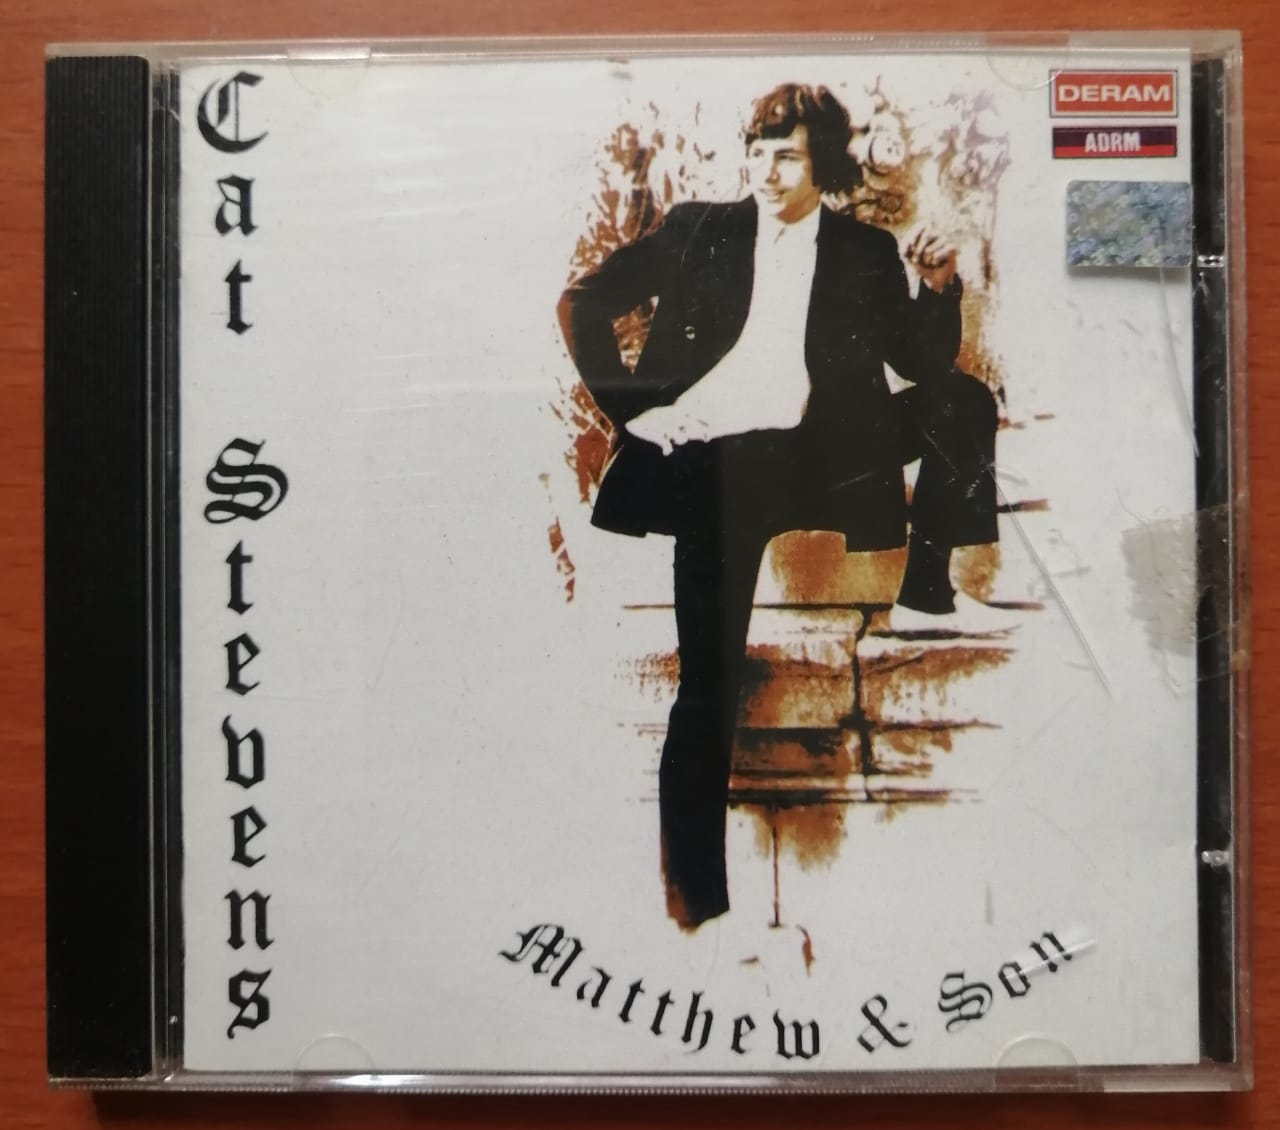 Cat Stevens
DERAM
ADRM
Matthew & Son